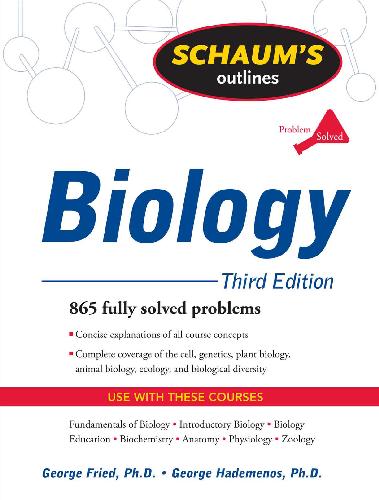 SCHAUM'S
outlines
Problem
Solved
Biology
Third Edition
865 fully solved problems
▪ Concise explanations of all course concepts
▪ Complete coverage of the cell, genetics, plant biology,
animal biology, ecology, and biological diversity
USE WITH THESE COURSES
Fundamentals of Biology ▪ Introductory Biology ▪ Biology
Education ▪ Biochemistry ▪ Anatomy ▪ Physiology ▪ Zoology
George Fried, Ph.D. • George Hademenos, Ph.D.